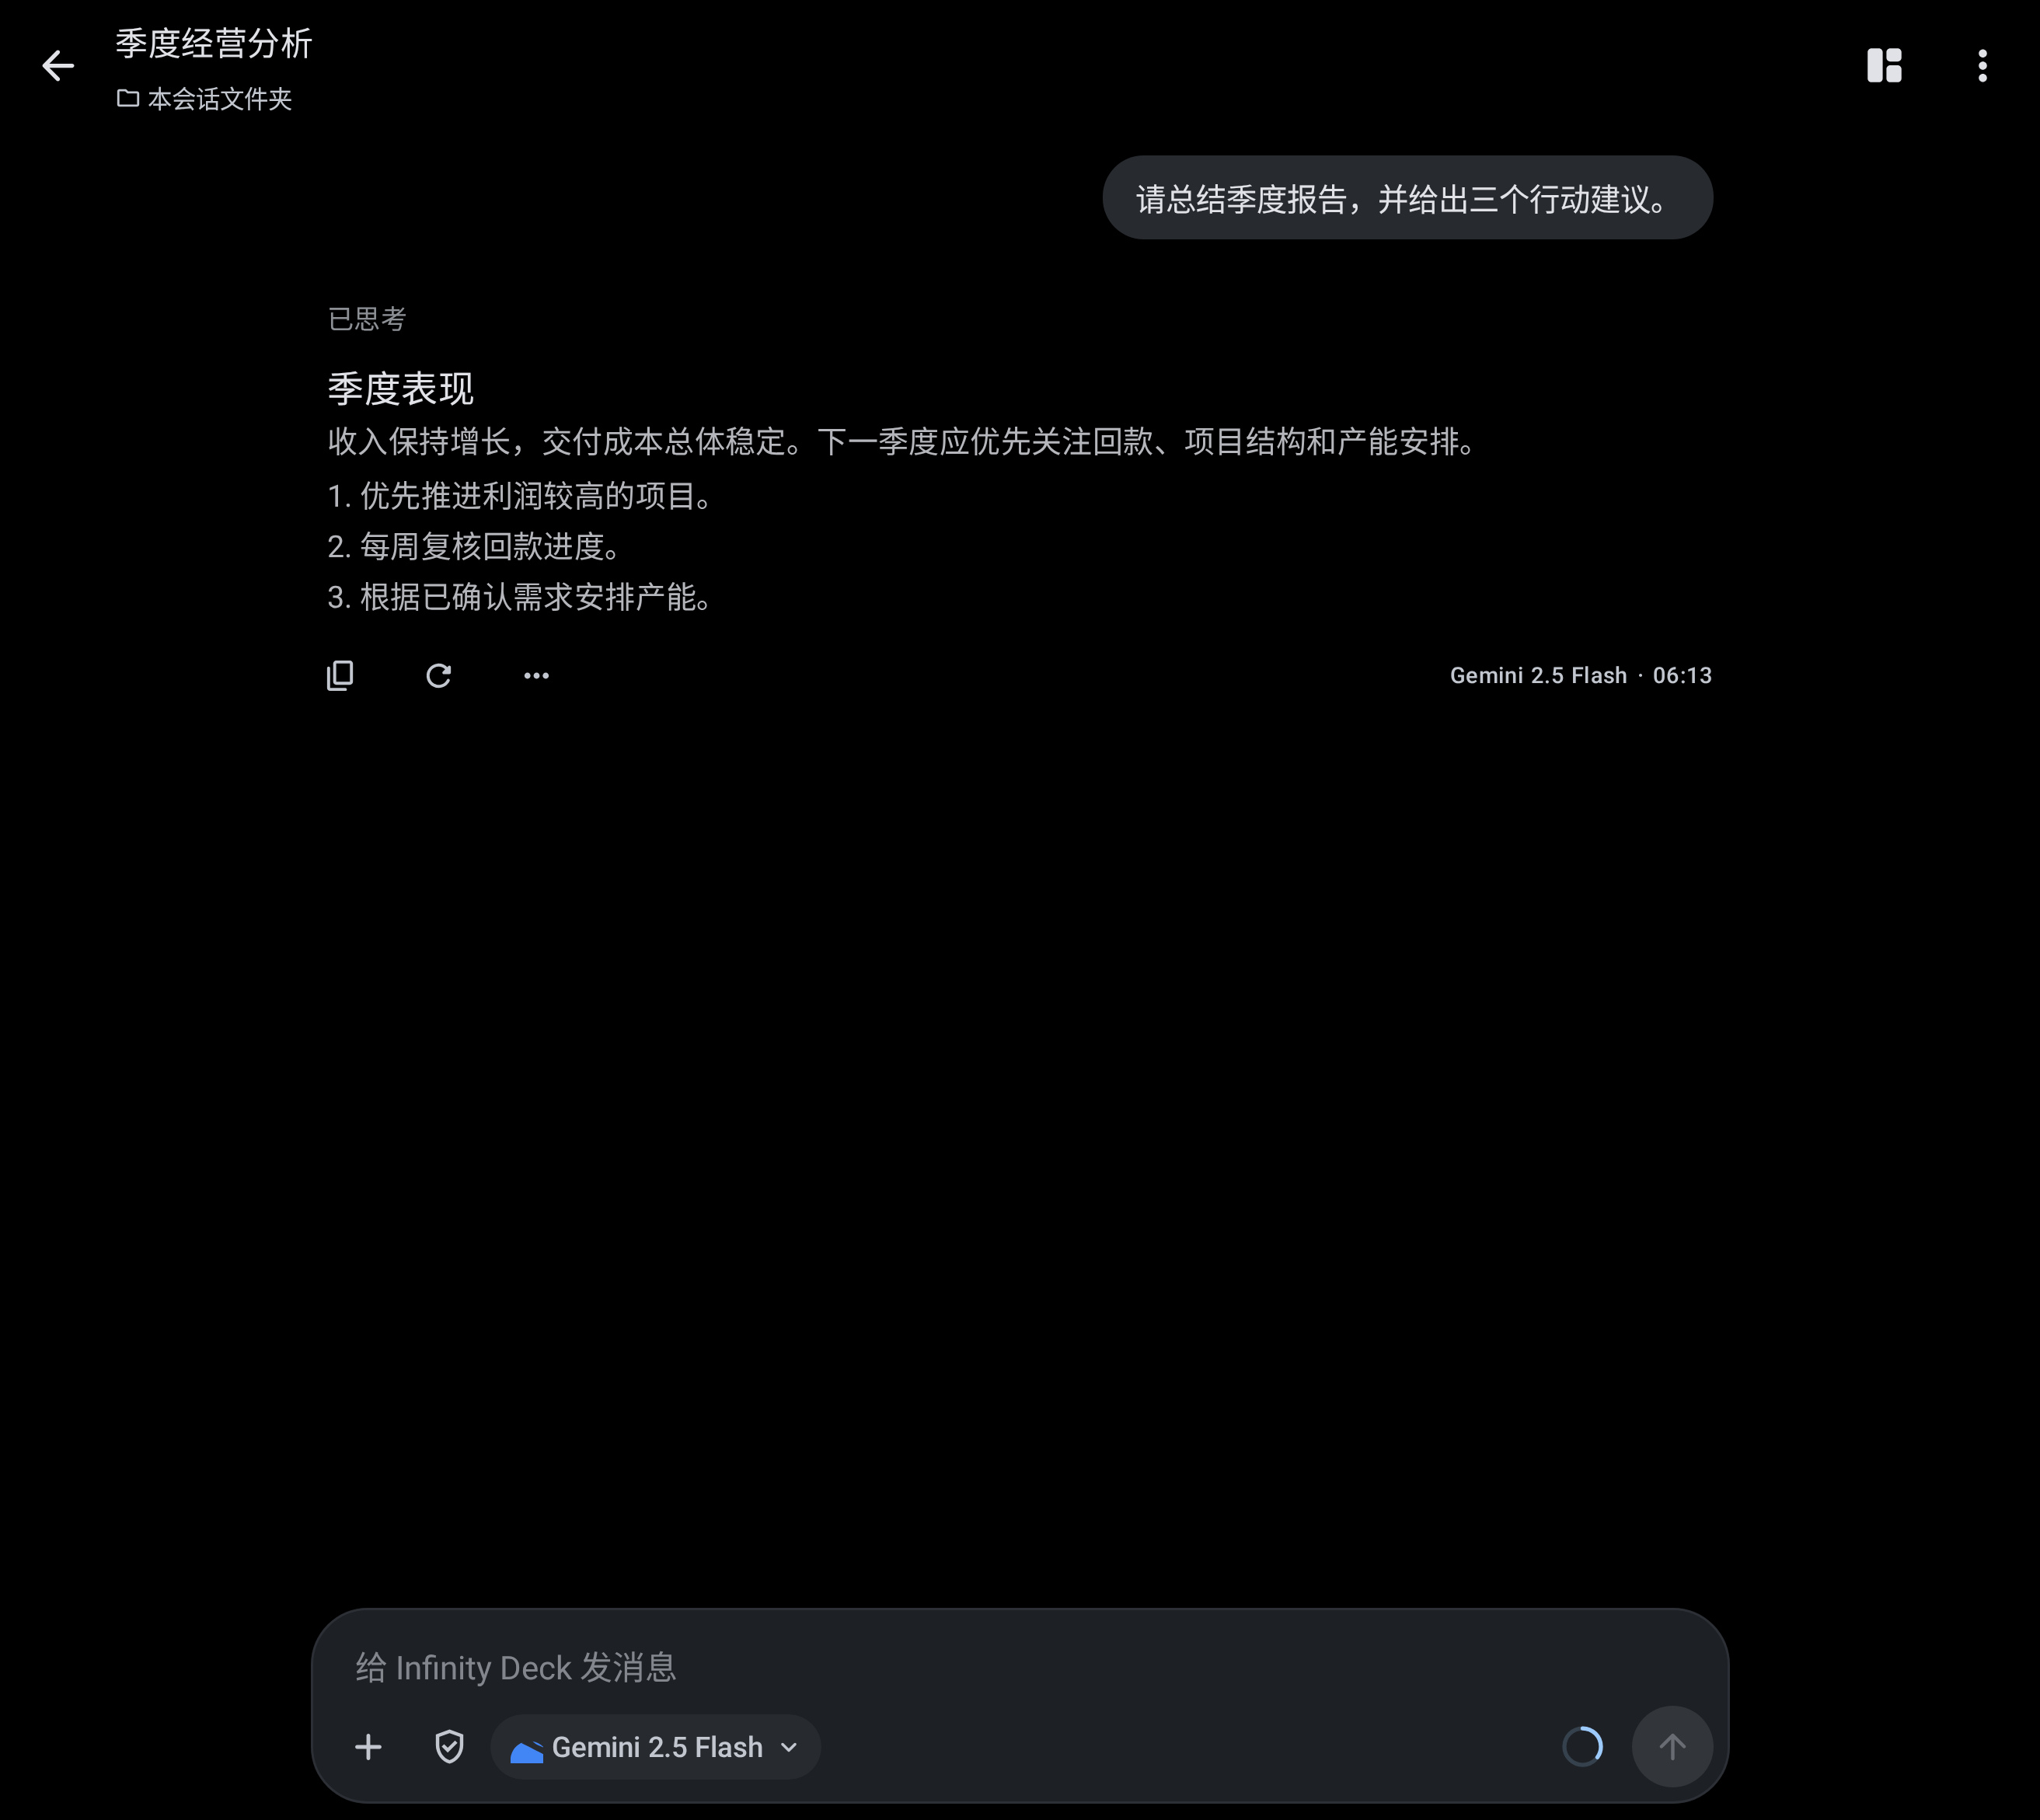 季度经营分析
本会话文件夹
请总结季度报告，并给出三个行动建议。
已思考
季度表现
收入保持增长，交付成本总体稳定。下一季度应优先关注回款、项目结构和产能安排。
1. 优先推进利润较高的项目。
2. 每周复核回款进度。
3. 根据已确认需求安排产能。
Gemini 2.5 Flash · 06:13
给 Infinity Deck 发消息
Gemini 2.5 Flash